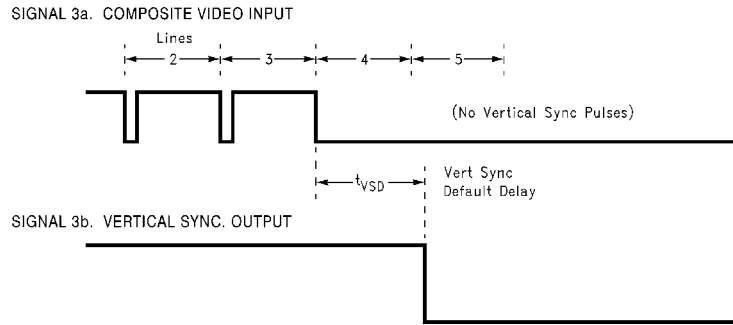 SIGNAL 3a. COMPOSITE VIDEO INPUT
Lines
2 3 4 5
(No Vertical Sync Pulses)
tVSD
Vert Sync
Default Delay
SIGNAL 3b. VERTICAL SYNC. OUTPUT